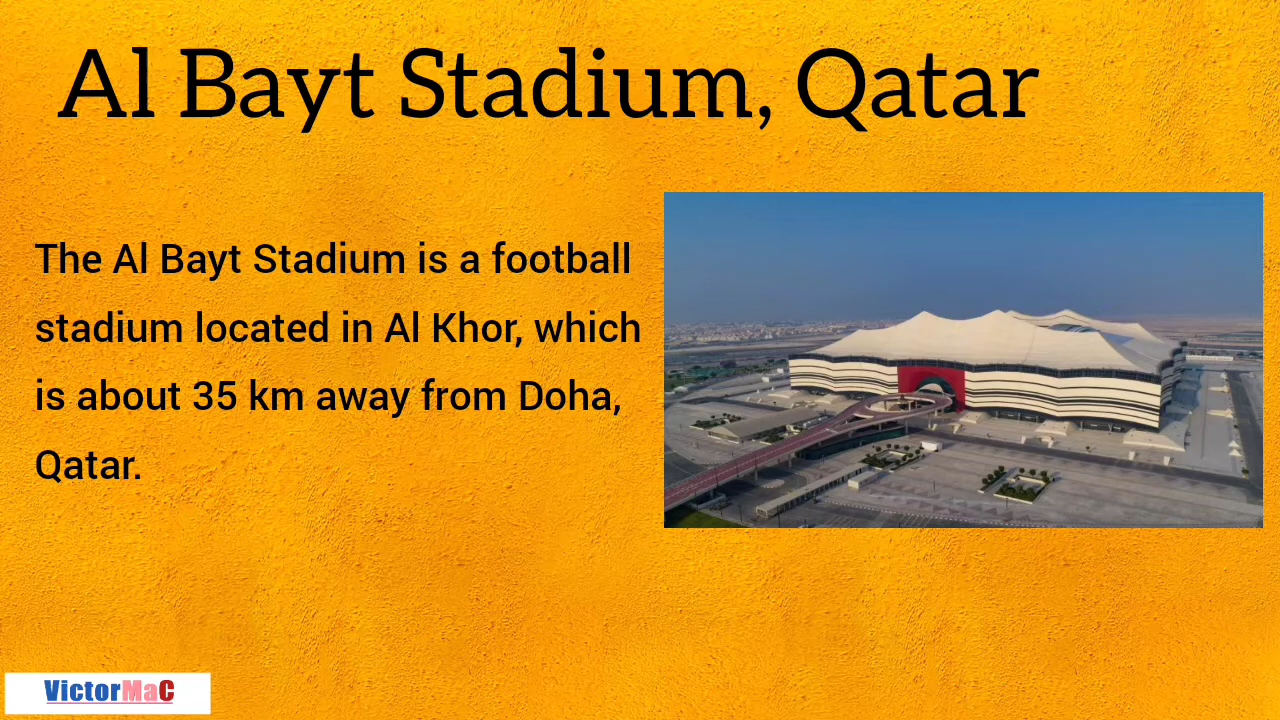 Al Bayt Stadium, Qatar
The Al Bayt Stadium is a football
stadium located in Al Khor, which
is about 35 km away from Doha,
Qatar.
VictorMaC